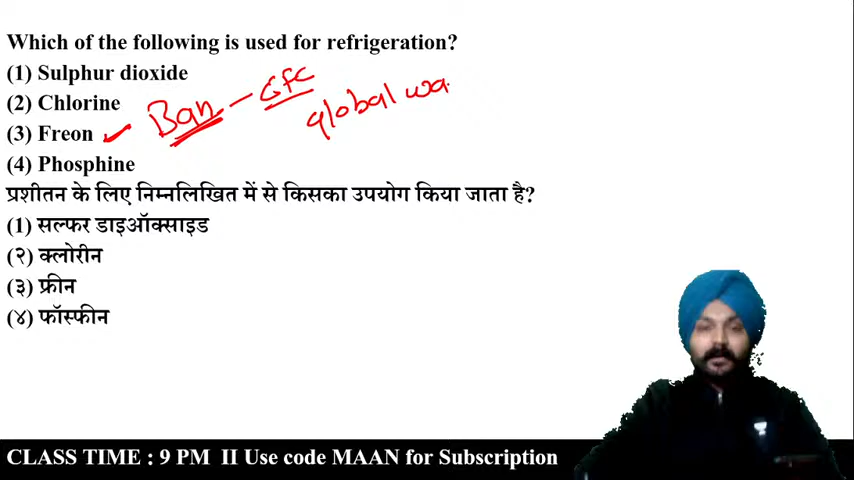 Which of the following is used for refrigeration?
(1) Sulphur dioxide
(2) Chlorine
(3) Freon
Ban - CFC
global wa
(4) Phosphine
प्रशीतन के लिए निम्नलिखित में से किसका उपयोग किया जाता है?
(1) सल्फर डाइऑक्साइड
(२) क्लोरीन
(३) फ्रीन
(४) फॉस्फीन
CLASS TIME : 9 PM II Use code MAAN for Subscription